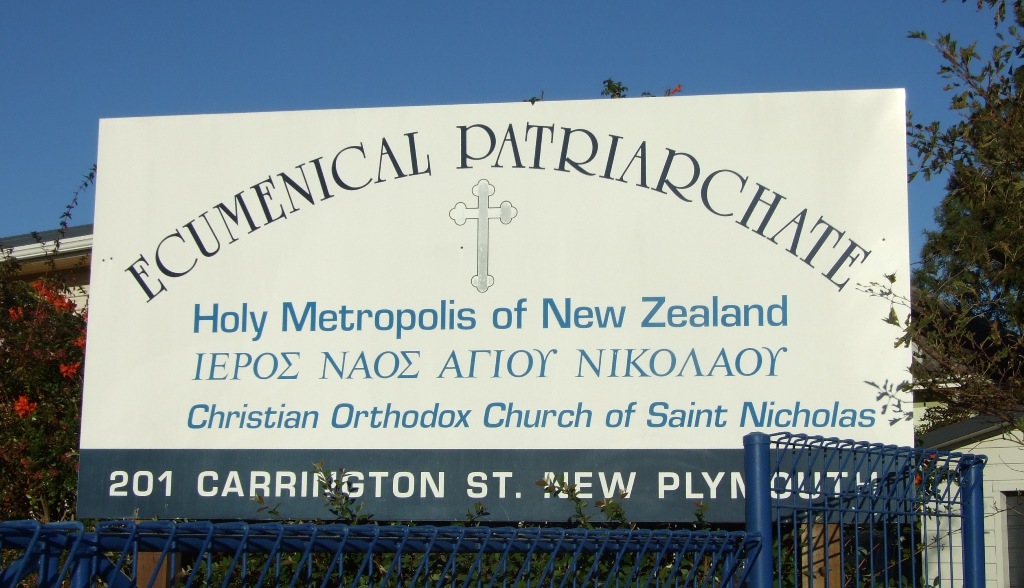 ECUMENICAL PATRIARCHATE
Holy Metropolis of New Zealand
ΙΕΡΟΣ ΝΑΟΣ ΑΓΙΟΥ ΝΙΚΟΛΑΟΥ
Christian Orthodox Church of Saint Nicholas
201 CARRINGTON ST. NEW PLYMOUTH